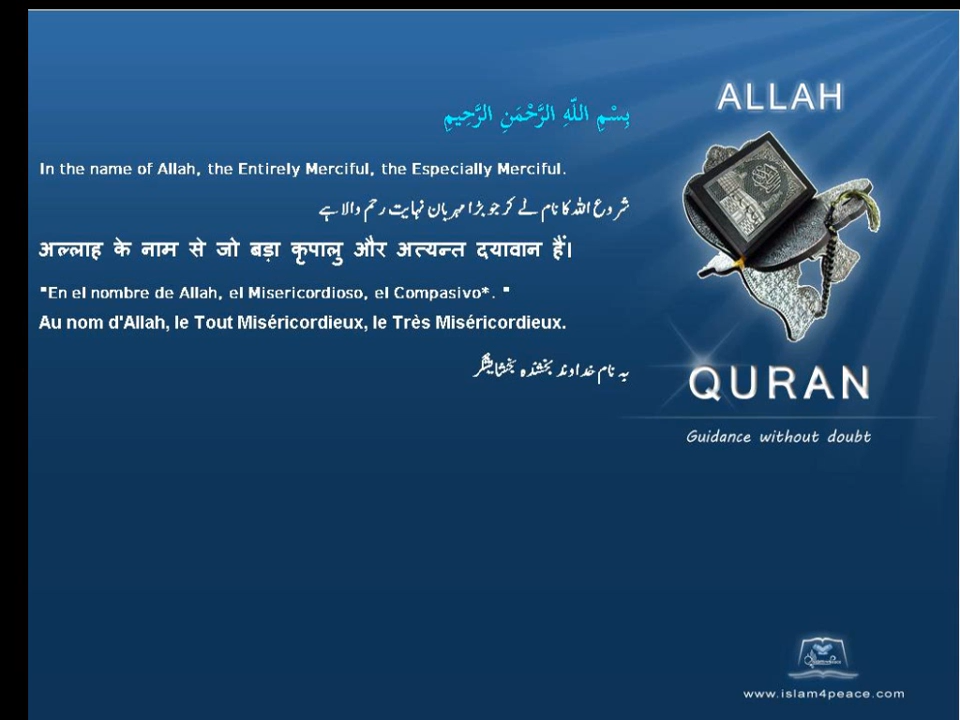 بِسْمِ اللّهِ الرَّحْمَنِ الرَّحِيمِ
In the name of Allah, the Entirely Merciful, the Especially Merciful.
شروع اللہ کا نام لے کر جو بڑا مہربان نہایت رحم والا ہے
अल्लाह के नाम से जो बड़ा कृपालु और अत्यन्त दयावान हैं।
"En el nombre de Allah, el Misericordioso, el Compasivo*. "
Au nom d'Allah, le Tout Miséricordieux, le Très Miséricordieux.
به نام خداوند بخشنده بخشایشگر
ALLAH
QURAN
Guidance without doubt
www.islam4peace.com